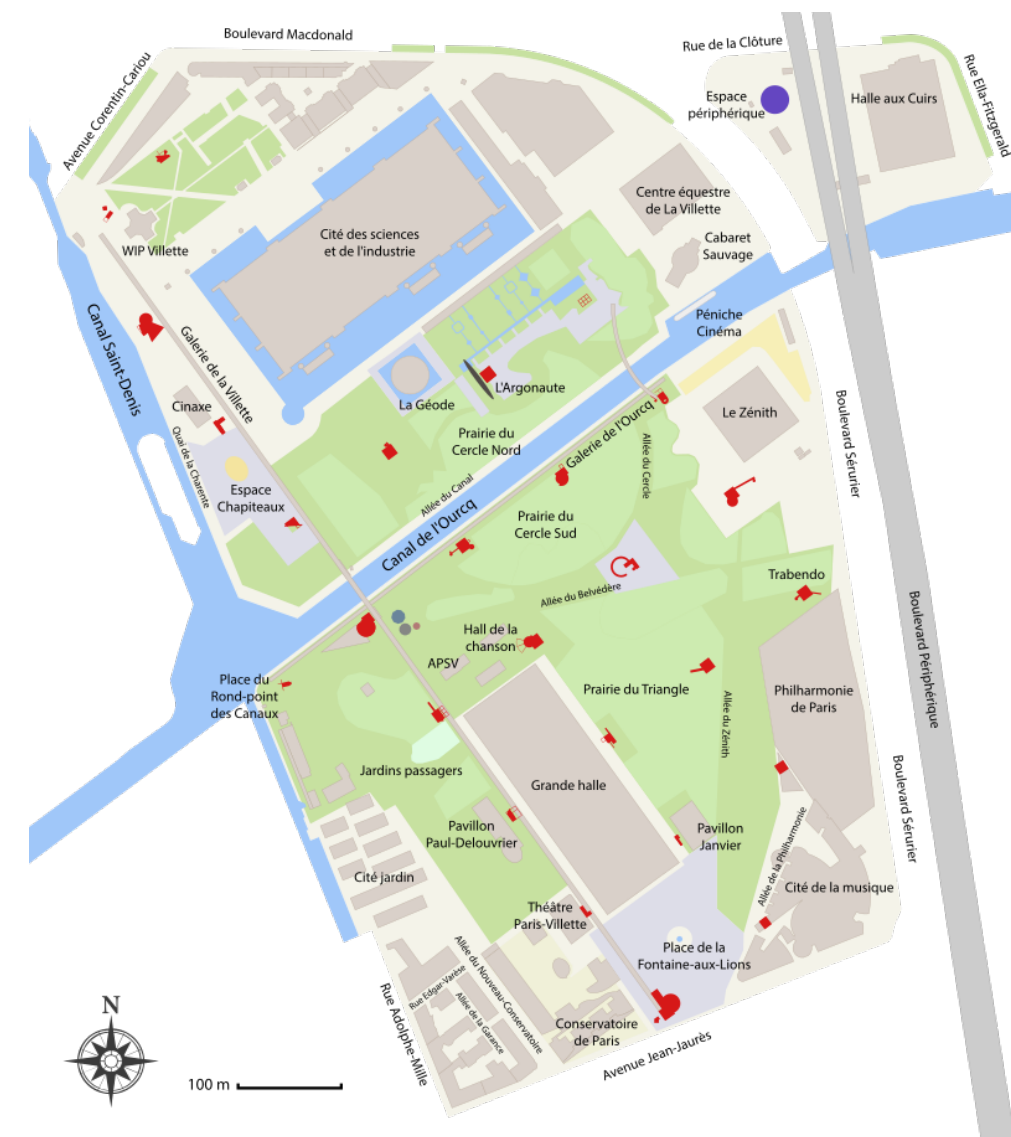 Boulevard Macdonald
Rue de la Clôture
Avenue Corentin-Cariou
Rue Ella-Fitzgerald
Espace
périphérique
Halle aux Cuirs
Centre équestre
de La Villette
Cabaret
Sauvage
WIP Villette
Cité des sciences
et de l'industrie
Péniche
Cinéma
Canal Saint-Denis
Galerie de la Villette
Cinaxe
La Géode
L'Argonaute
Le Zénith
Quai de la Charente
Prairie du
Cercle Nord
Galerie de l'Ourcq
Allée du Cercle
Boulevard Sérurier
Espace
Chapiteaux
Allée du Canal
Canal de l'Ourcq
Prairie du
Cercle Sud
Allée du Belvédère
Trabendo
Boulevard Périphérique
Hall de la
chanson
APSV
Place du
Rond-point
des Canaux
Prairie du Triangle
Allée du Zénith
Philharmonie
de Paris
Jardins passagers
Grande halle
Boulevard Sérurier
Pavillon
Paul-Delouvrier
Pavillon
Janvier
Allée de la Philharmonie
Cité jardin
Cité de la musique
Théâtre
Paris-Villette
Place de la
Fontaine-aux-Lions
Allée du Nouveau-Conservatoire
Rue Edgar-Varèse
Allée de la Garance
Rue Adolphe-Mille
Conservatoire
de Paris
Avenue Jean-Jaurès
N
100 m